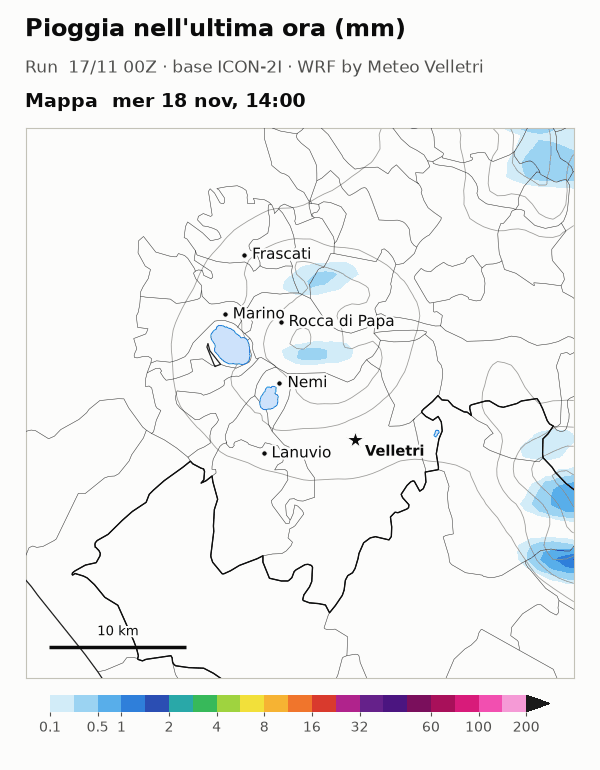 Pioggia nell'ultima ora (mm)
Run  17/11 00Z · base ICON-2I · WRF by Meteo Velletri
Mappa  mer 18 nov, 14:00
Frascati
Marino
Rocca di Papa
Nemi
Velletri
Lanuvio
10 km
0.1 0.5 1 2 4 8 16 32 60 100 200